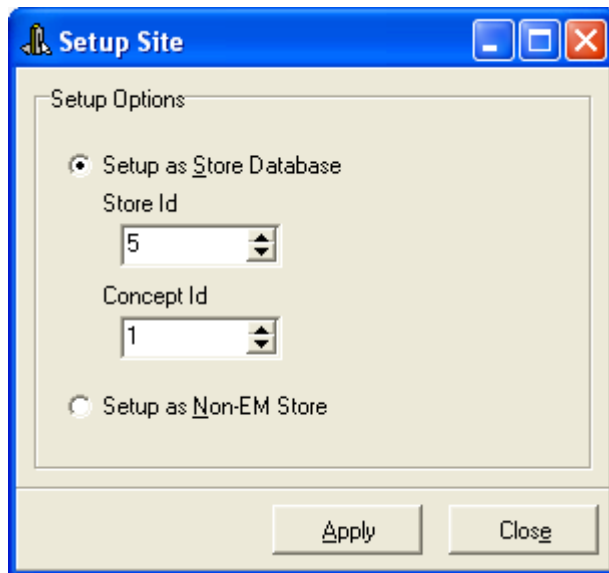 Setup Site
Setup Options
Setup as Store Database
Store Id
5
Concept Id
1
Setup as Non-EM Store
Apply
Close